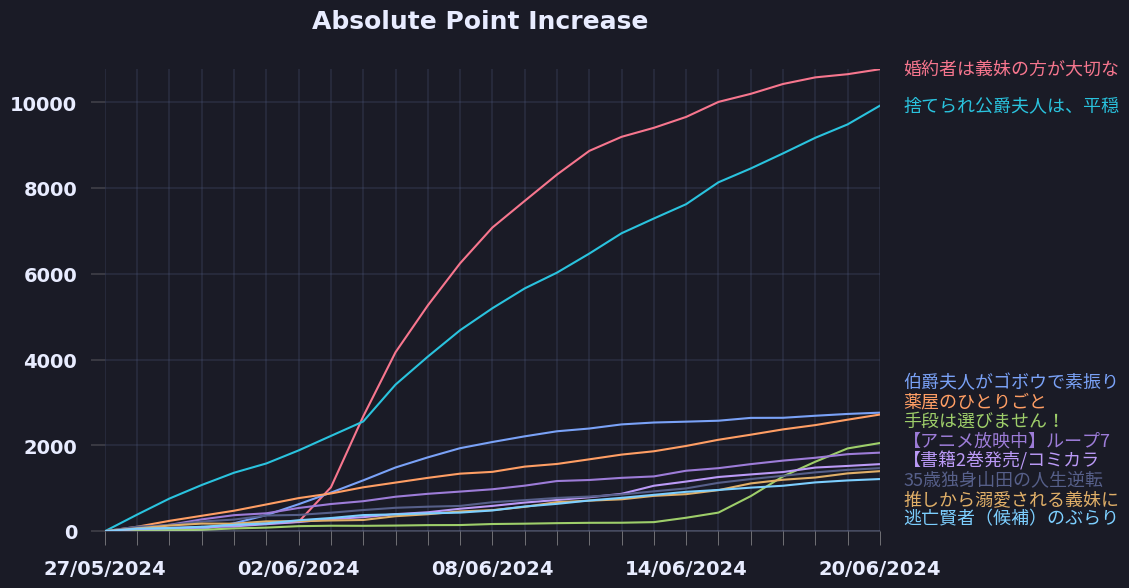 Absolute Point Increase
婚約者は義妹の方が大切な
10000
捨てられ公爵夫人は、平穏
8000
6000
4000
伯爵夫人がゴボウで素振り
薬屋のひとりごと
手段は選びません！
2000
【アニメ放映中】ループ7
【書籍2巻発売/コミカラ
35歳独身山田の人生逆転
推しから溺愛される義妹に
逃亡賢者（候補）のぶらり
0
27/05/2024 02/06/2024 08/06/2024 14/06/2024 20/06/2024